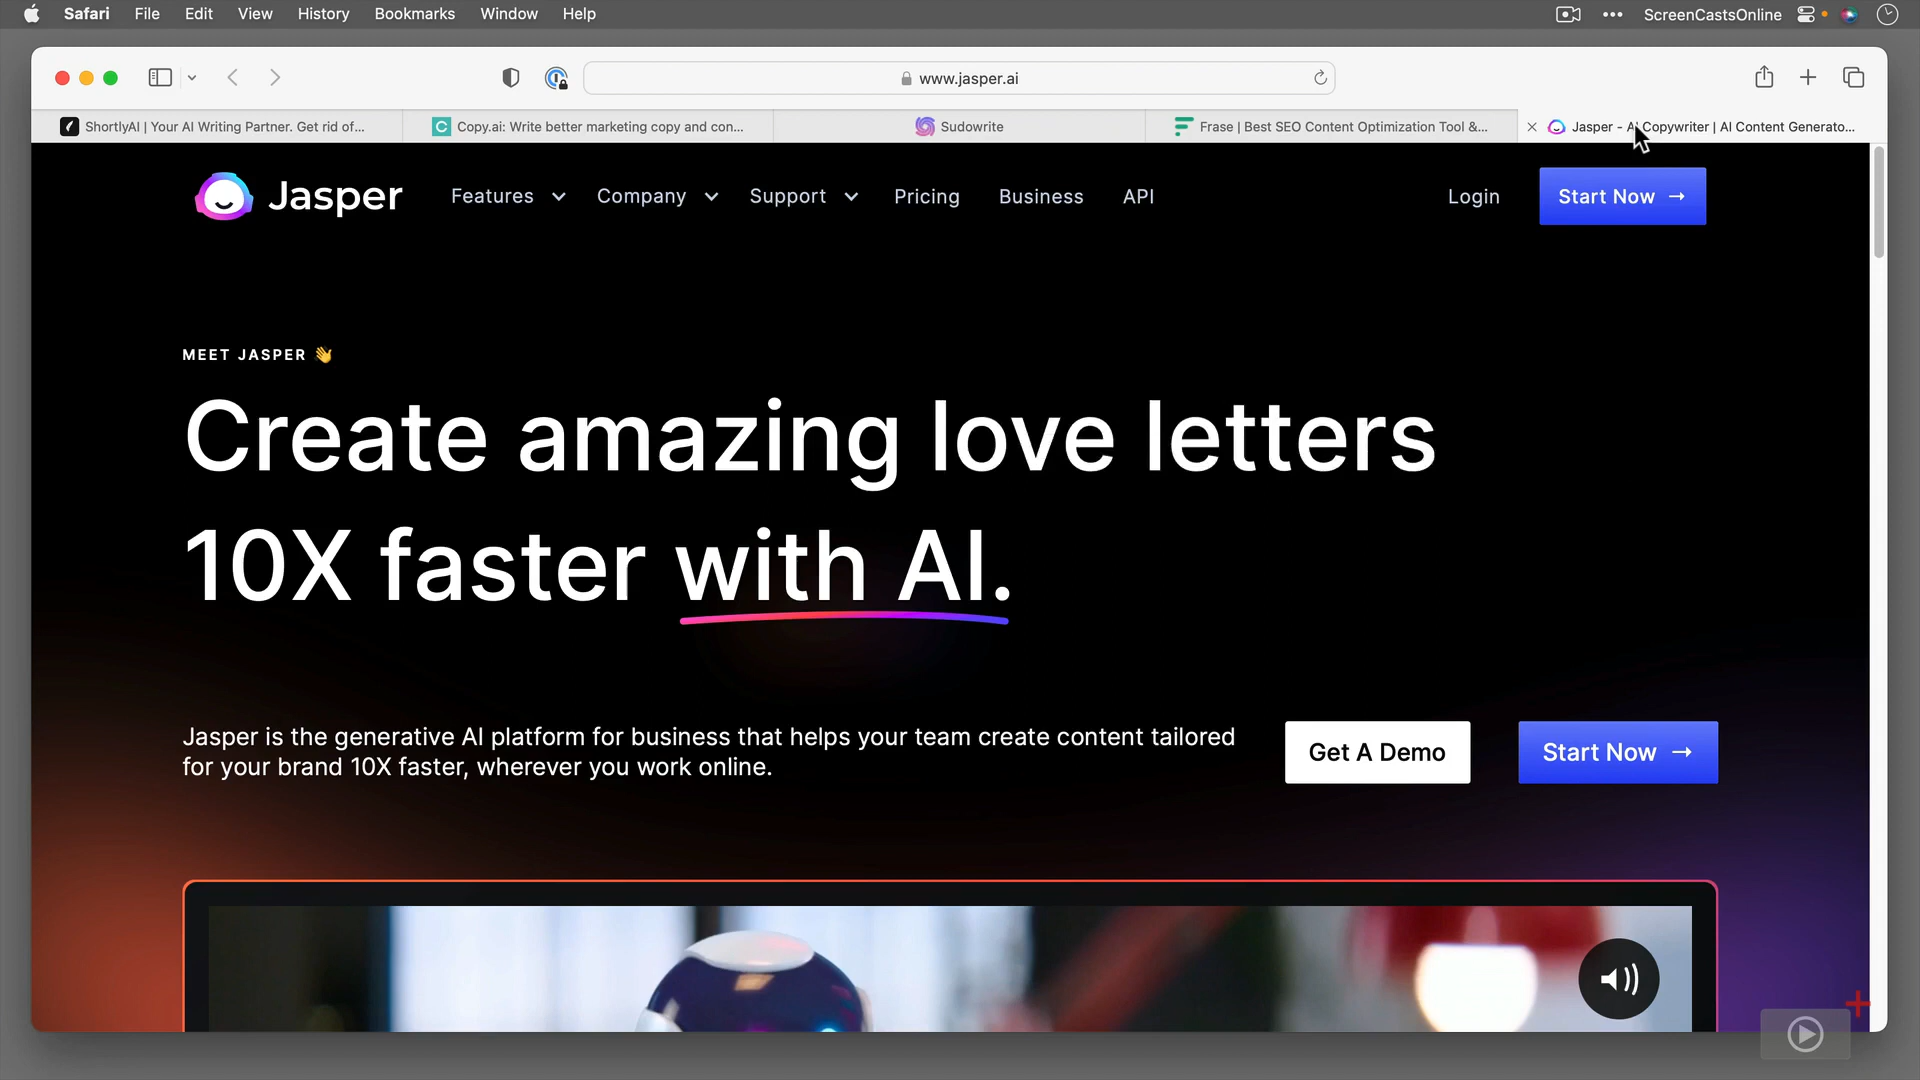 Safari File Edit View History Bookmarks Window Help ScreenCastsOnline
www.jasper.ai
ShortlyAI | Your AI Writing Partner. Get rid of... Copy.ai: Write better marketing copy and con... Sudowrite Frase | Best SEO Content Optimization Tool &... Jasper - AI Copywriter | AI Content Generato...
Jasper Features Company Support Pricing Business API Login Start Now →
MEET JASPER 👋
Create amazing love letters
10X faster with AI.
Jasper is the generative AI platform for business that helps your team create content tailored
for your brand 10X faster, wherever you work online.
Get A Demo Start Now →